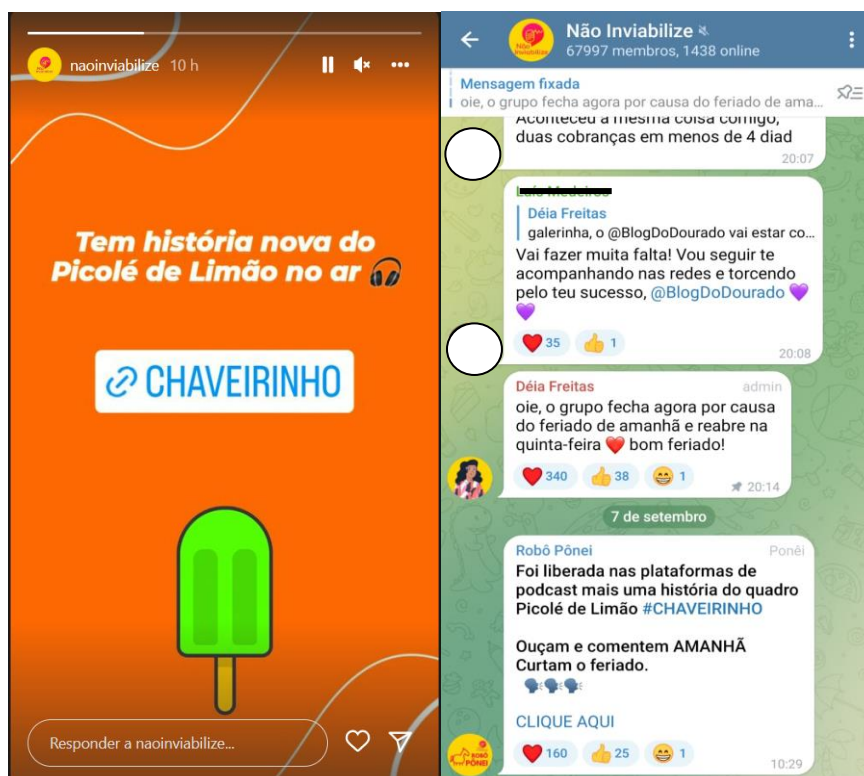 naoinviabilize 10 h
Tem história nova do
Picolé de Limão no ar
CHAVEIRINHO
Responder a naoinviabilize...
Não Inviabilize
67997 membros, 1438 online
Mensagem fixada
oie, o grupo fecha agora por causa do feriado de ama...
Aconteceu a mesma coisa comigo,
duas cobranças em menos de 4 diad
20:07
Déia Freitas
galerinha, o @BlogDoDourado vai estar co...
Vai fazer muita falta! Vou seguir te
acompanhando nas redes e torcendo
pelo teu sucesso, @BlogDoDourado 💜
💜
35 1
20:08
Déia Freitas admin
oie, o grupo fecha agora por causa
do feriado de amanhã e reabre na
quinta-feira ❤️ bom feriado!
340 38 1
20:14
7 de setembro
Robô Pônei Ponêi
Foi liberada nas plataformas de
podcast mais uma história do quadro
Picolé de Limão #CHAVEIRINHO
Ouçam e comentem AMANHÃ
Curtam o feriado.
🗣️🗣️🗣️
CLIQUE AQUI
160 25 1
10:29